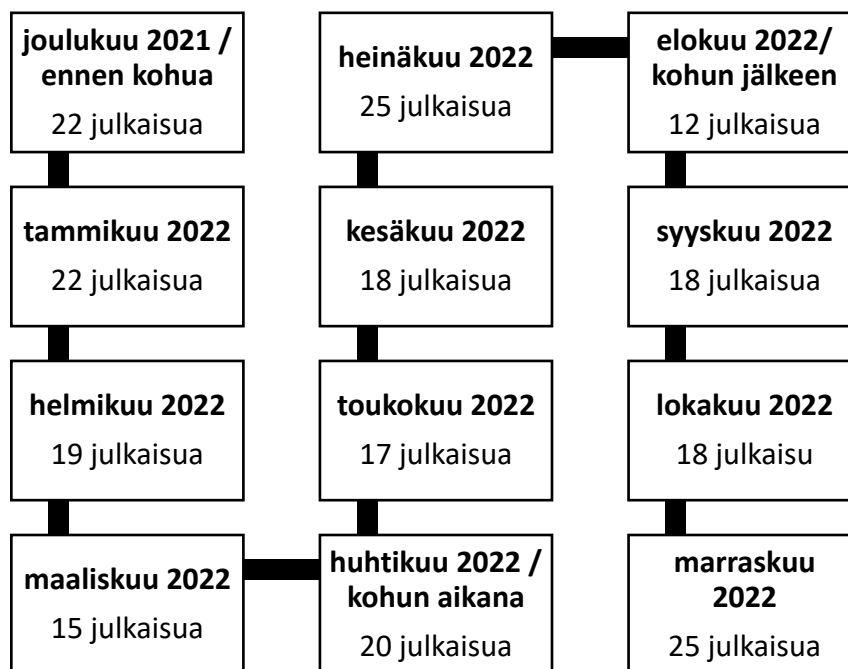 joulukuu 2021 /
ennen kohua
22 julkaisua
tammikuu 2022
22 julkaisua
helmikuu 2022
19 julkaisua
maaliskuu 2022
15 julkaisua
huhtikuu 2022 /
kohun aikana
20 julkaisua
toukokuu 2022
17 julkaisua
kesäkuu 2022
18 julkaisua
heinäkuu 2022
25 julkaisua
elokuu 2022/
kohun jälkeen
12 julkaisua
syyskuu 2022
18 julkaisua
lokakuu 2022
18 julkaisu
marraskuu
2022
25 julkaisua